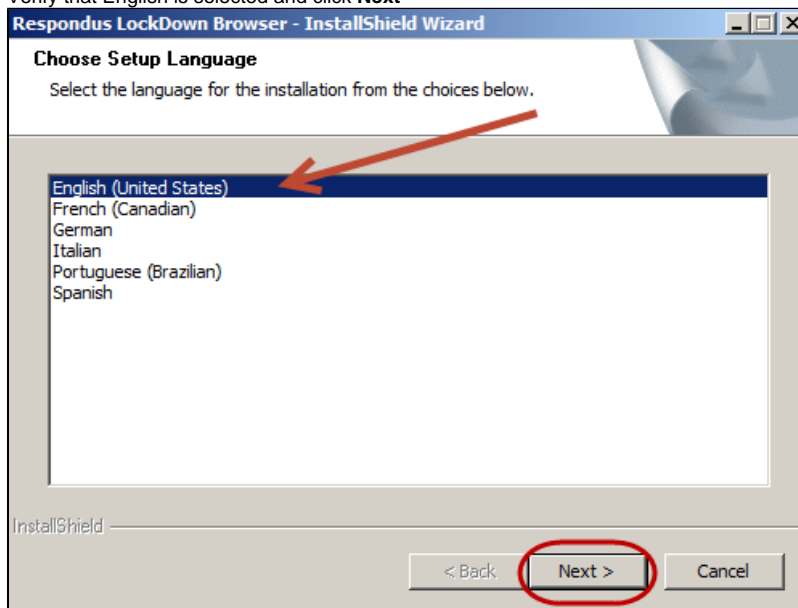 Verify that English is selected and click Next
Respondus LockDown Browser - InstallShield Wizard
Choose Setup Language
Select the language for the installation from the choices below.
English (United States)
French (Canadian)
German
Italian
Portuguese (Brazilian)
Spanish
InstallShield
< Back Next > Cancel